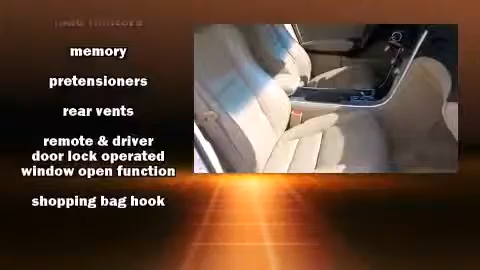 memory
pretensioners
rear vents
remote & driver
door lock operated
window open function
shopping bag hook